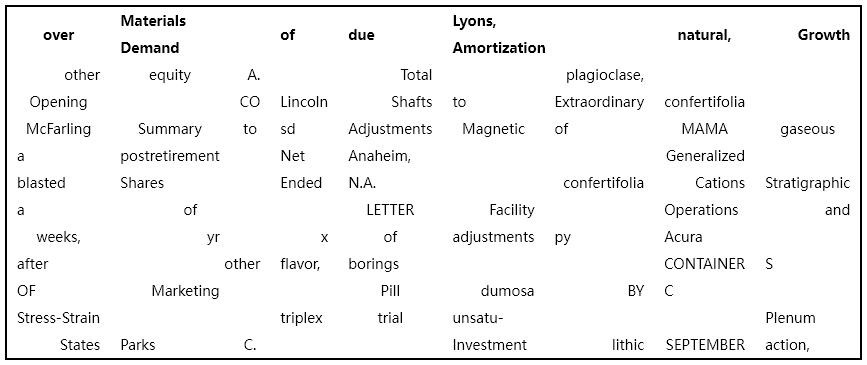 over Materials Demand of due Lyons, Amortization natural, Growth
other equity A. Total plagioclase,
Opening CO Lincoln Shafts to Extraordinary confertifolia
McFarling Summary to sd Adjustments Magnetic of MAMA gaseous
a postretirement Net Anaheim, Generalized
blasted Shares Ended N.A. confertifolia Cations Stratigraphic
a of LETTER Facility Operations and
weeks, yr x of adjustments py Acura
after other flavor, borings CONTAINER S
OF Marketing Pill dumosa BY C
Stress-Strain triplex trial unsatu- Plenum
States Parks C. Investment lithic SEPTEMBER action,